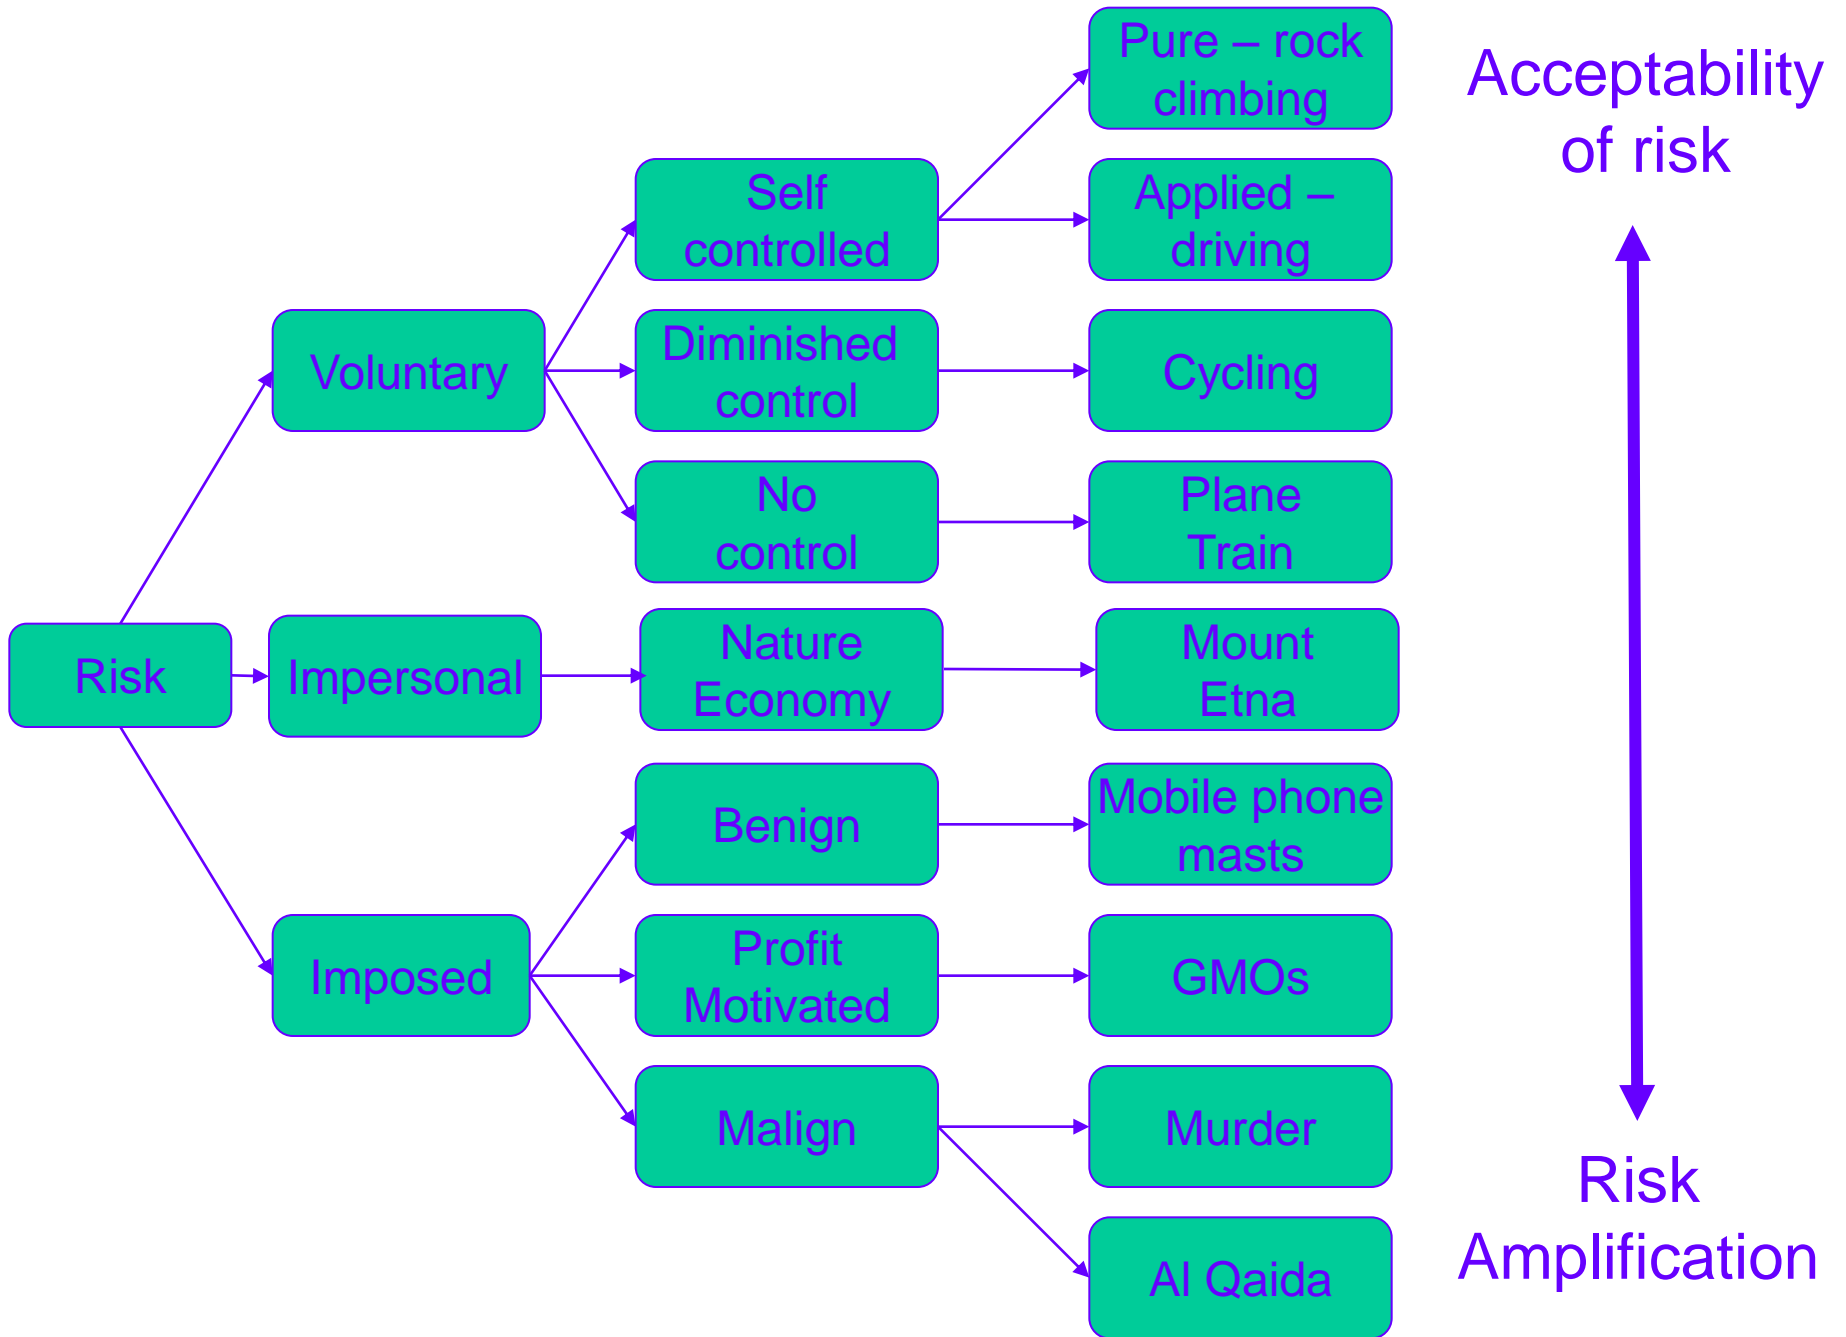 Pure – rock
climbing
Acceptability
of risk
Self
controlled
Applied –
driving
Voluntary
Diminished
control
Cycling
No
control
Plane
Train
Risk
Impersonal
Nature
Economy
Mount
Etna
Benign
Mobile phone
masts
Imposed
Profit
Motivated
GMOs
Malign
Murder
Risk
Amplification
Al Qaida